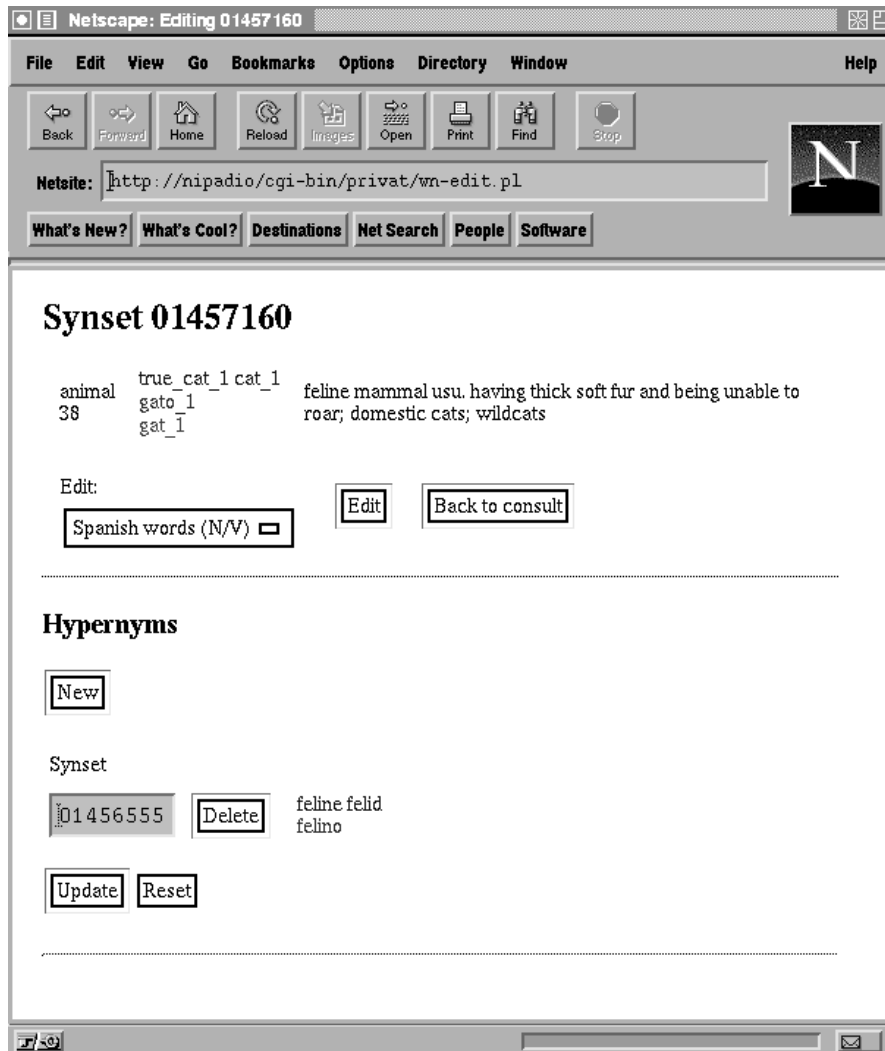 Netscape: Editing 01457160
File Edit View Go Bookmarks Options Directory Window Help
Back Forward Home Reload Images Open Print Find Stop
N
Netsite: http://nipadio/cgi-bin/privat/wn-edit.pl
What's New? What's Cool? Destinations Net Search People Software
Synset 01457160
animal
38
true_cat_1 cat_1
gato_1
gat_1
feline mammal usu. having thick soft fur and being unable to
roar; domestic cats; wildcats
Edit:
Spanish words (N/V)
Edit
Back to consult
Hypernyms
New
Synset
01456555
Delete
feline felid
felino
Update Reset